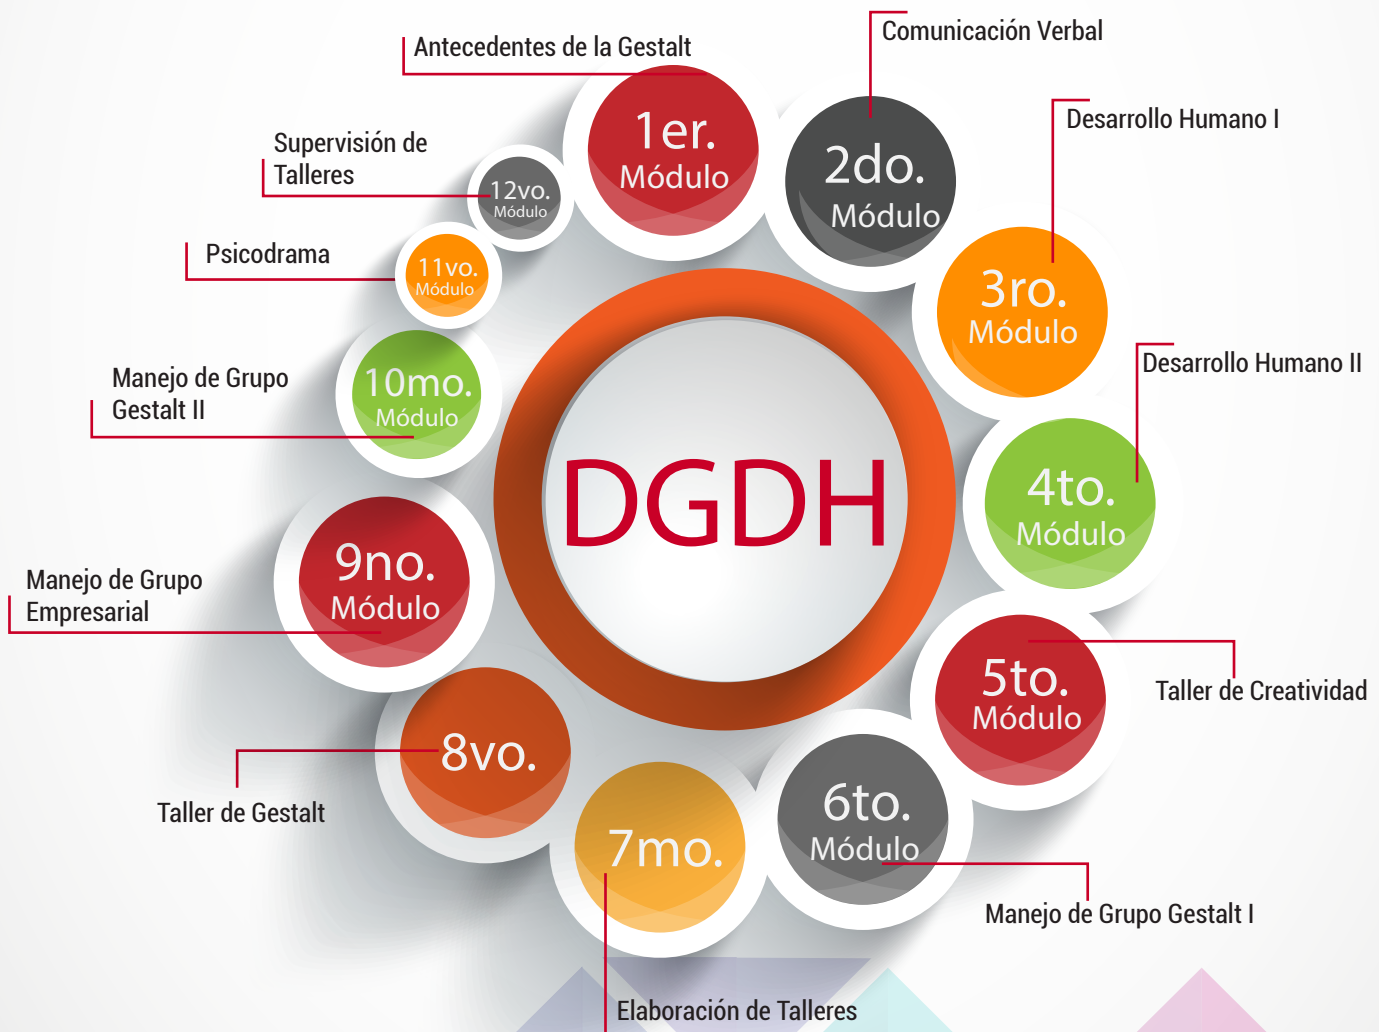 Antecedentes de la Gestalt
1er.
Módulo
Comunicación Verbal
2do.
Módulo
Desarrollo Humano I
3ro.
Módulo
Desarrollo Humano II
4to.
Módulo
Taller de Creatividad
5to.
Módulo
Manejo de Grupo Gestalt I
6to.
Módulo
Elaboración de Talleres
7mo.
Taller de Gestalt
8vo.
Manejo de Grupo
Empresarial
9no.
Módulo
Manejo de Grupo
Gestalt II
10mo.
Módulo
Psicodrama
11vo.
Módulo
Supervisión de
Talleres
12vo.
Módulo
DGDH